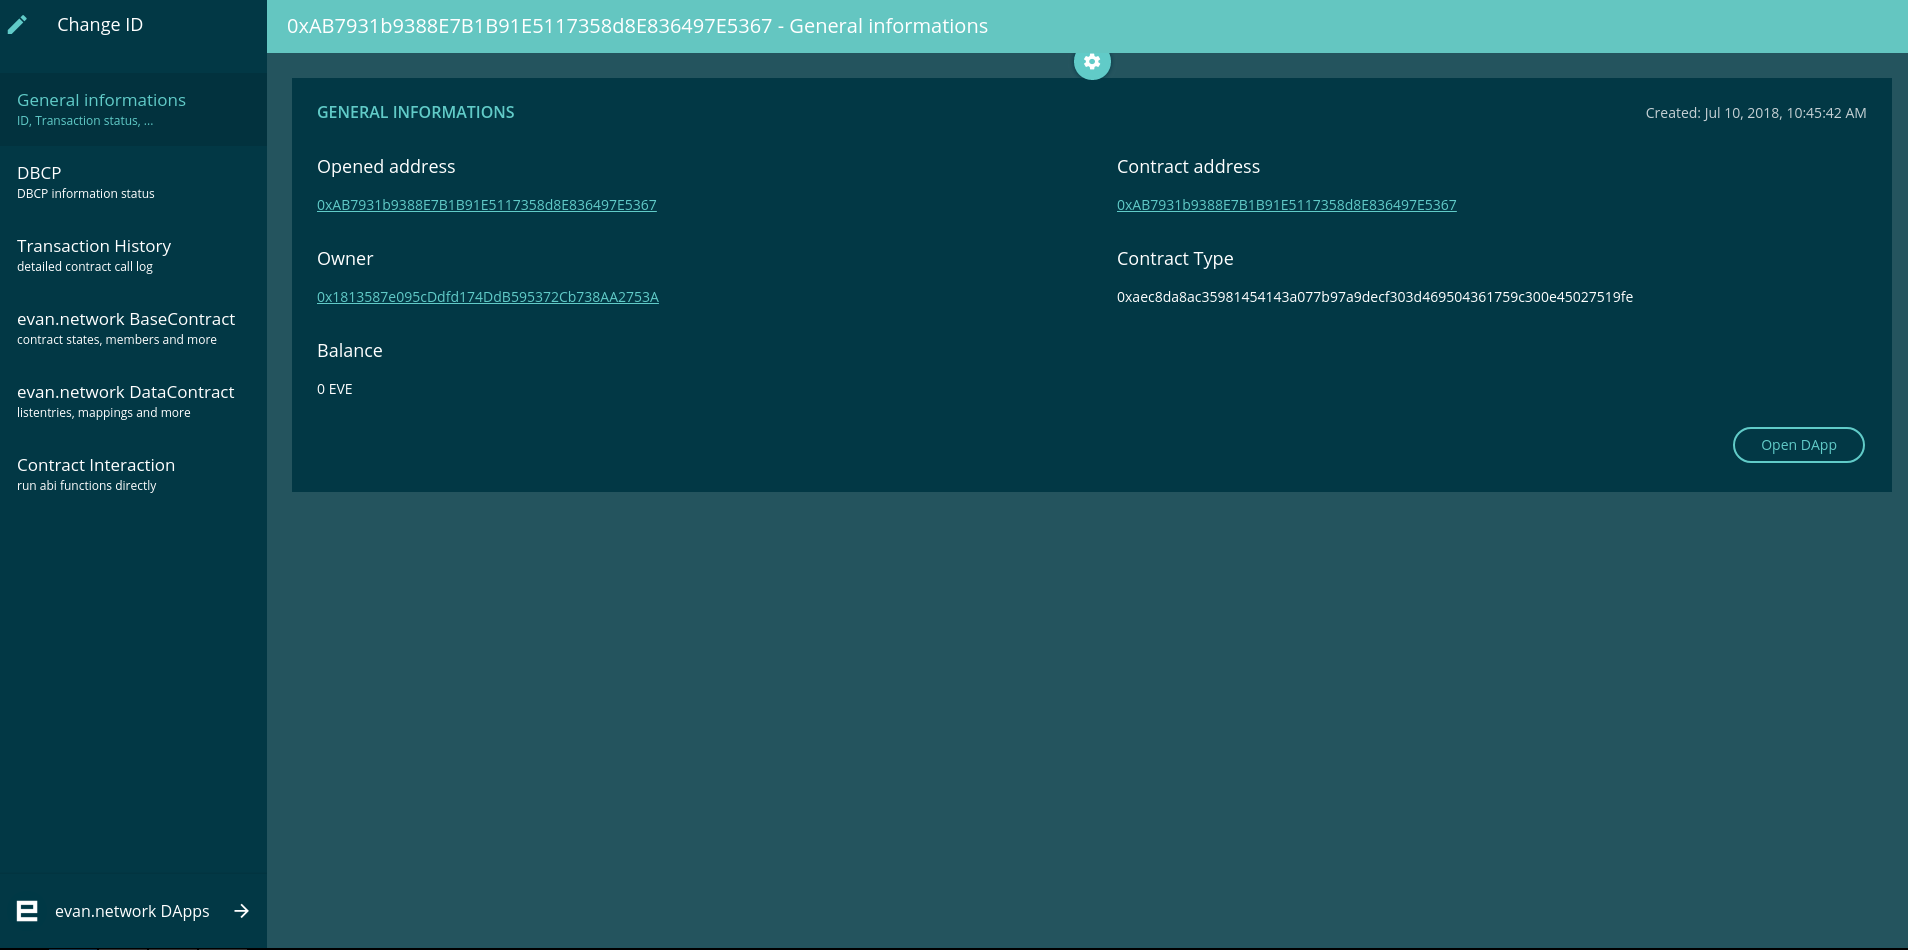 Change ID
0xAB7931b9388E7B1B91E5117358d8E836497E5367 - General informations
General informations
ID, Transaction status, ...
DBCP
DBCP information status
Transaction History
detailed contract call log
evan.network BaseContract
contract states, members and more
evan.network DataContract
listentries, mappings and more
Contract Interaction
run abi functions directly
evan.network DApps
GENERAL INFORMATIONS
Created: Jul 10, 2018, 10:45:42 AM
Opened address
0xAB7931b9388E7B1B91E5117358d8E836497E5367
Contract address
0xAB7931b9388E7B1B91E5117358d8E836497E5367
Owner
0x1813587e095cDdfd174DdB595372Cb738AA2753A
Contract Type
0xaec8da8ac35981454143a077b97a9decf303d469504361759c300e45027519fe
Balance
0 EVE
Open DApp